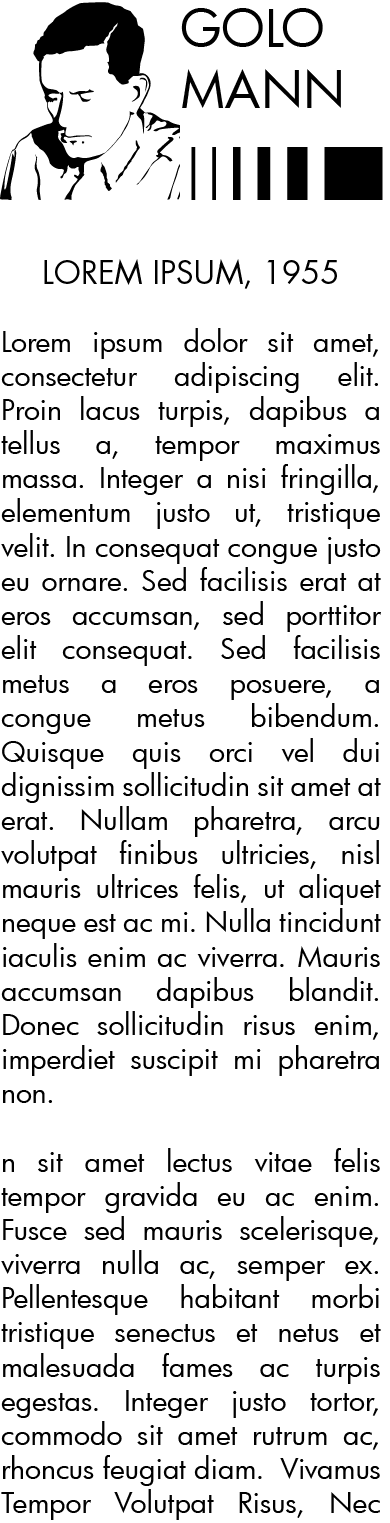 GOLO
MANN
LOREM IPSUM, 1955
Lorem ipsum dolor sit amet,
consectetur adipiscing elit.
Proin lacus turpis, dapibus a
tellus a, tempor maximus
massa. Integer a nisi fringilla,
elementum justo ut, tristique
velit. In consequat congue justo
eu ornare. Sed facilisis erat at
eros accumsan, sed porttitor
elit consequat. Sed facilisis
metus a eros posuere, a
congue metus bibendum.
Quisque quis orci vel dui
dignissim sollicitudin sit amet at
erat. Nullam pharetra, arcu
volutpat finibus ultricies, nisl
mauris ultrices felis, ut aliquet
neque est ac mi. Nulla tincidunt
iaculis enim ac viverra. Mauris
accumsan dapibus blandit.
Donec sollicitudin risus enim,
imperdiet suscipit mi pharetra
non.
n sit amet lectus vitae felis
tempor gravida eu ac enim.
Fusce sed mauris scelerisque,
viverra nulla ac, semper ex.
Pellentesque habitant morbi
tristique senectus et netus et
malesuada fames ac turpis
egestas. Integer justo tortor,
commodo sit amet rutrum ac,
rhoncus feugiat diam. Vivamus
Tempor Volutpat Risus, Nec